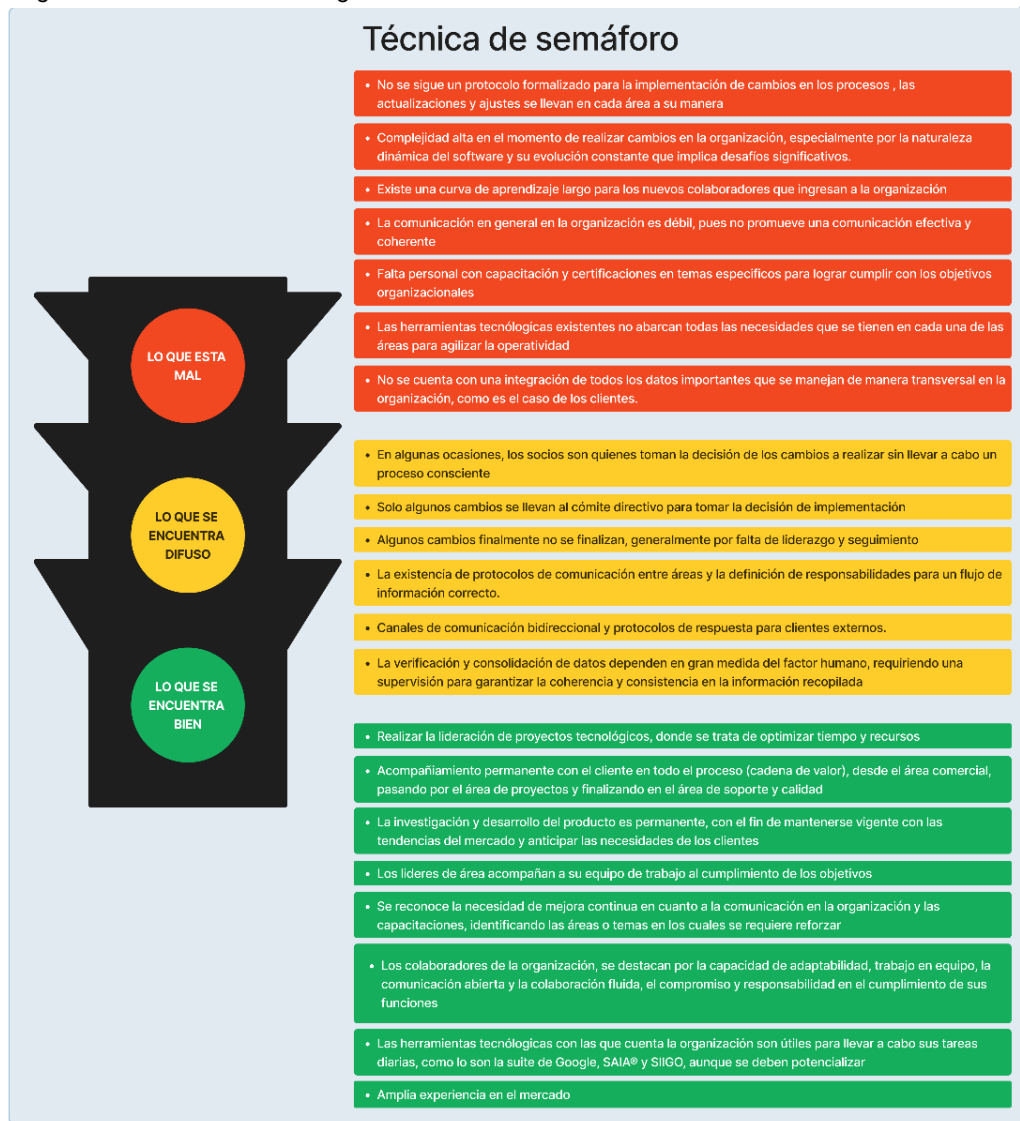 Técnica de semáforo
• No se sigue un protocolo formalizado para la implementación de cambios en los procesos , las
actualizaciones y ajustes se llevan en cada área a su manera
• Complejidad alta en el momento de realizar cambios en la organización, especialmente por la naturaleza
dinámica del software y su evolución constante que implica desafíos significativos.
• Existe una curva de aprendizaje largo para los nuevos colaboradores que ingresan a la organización
• La comunicación en general en la organización es débil, pues no promueve una comunicación efectiva y
coherente
• Falta personal con capacitación y certificaciones en temas especificos para lograr cumplir con los objetivos
organizacionales
• Las herramientas tecnólogicas existentes no abarcan todas las necesidades que se tienen en cada una de las
áreas para agilizar la operatividad
• No se cuenta con una integración de todos los datos importantes que se manejan de manera transversal en la
organización, como es el caso de los clientes.
LO QUE ESTA
MAL
• En algunas ocasiones, los socios son quienes toman la decisión de los cambios a realizar sin llevar a cabo un
proceso consciente
• Solo algunos cambios se llevan al cómite directivo para tomar la decisión de implementación
• Algunos cambios finalmente no se finalizan, generalmente por falta de liderazgo y seguimiento
• La existencia de protocolos de comunicación entre áreas y la definición de responsabilidades para un flujo de
información correcto.
• Canales de comunicación bidireccional y protocolos de respuesta para clientes externos.
• La verificación y consolidación de datos dependen en gran medida del factor humano, requiriendo una
supervisión para garantizar la coherencia y consistencia en la información recopilada
LO QUE SE
ENCUENTRA
DIFUSO
• Realizar la lideración de proyectos tecnológicos, donde se trata de optimizar tiempo y recursos
• Acompañiamiento permanente con el cliente en todo el proceso (cadena de valor), desde el área comercial,
pasando por el área de proyectos y finalizando en el área de soporte y calidad
• La investigación y desarrollo del producto es permanente, con el fin de mantenerse vigente con las
tendencias del mercado y anticipar las necesidades de los clientes
• Los lideres de área acompañan a su equipo de trabajo al cumplimiento de los objetivos
• Se reconoce la necesidad de mejora continua en cuanto a la comunicación en la organización y las
capacitaciones, identificando las áreas o temas en los cuales se requiere reforzar
• Los colaboradores de la organización, se destacan por la capacidad de adaptabilidad, trabajo en equipo, la
comunicación abierta y la colaboración fluida, el compromiso y responsabilidad en el cumplimiento de sus
funciones
• Las herramientas tecnólogicas con las que cuenta la organización son útiles para llevar a cabo sus tareas
diarias, como lo son la suite de Google, SAIA® y SIIGO, aunque se deben potencializar
• Amplia experiencia en el mercado
LO QUE SE
ENCUENTRA
BIEN